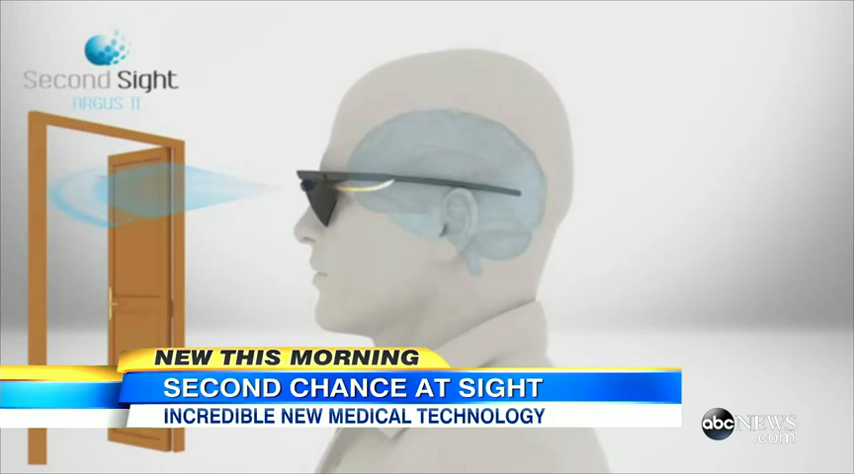 Second Sight
ARGUS II
NEW THIS MORNING
SECOND CHANCE AT SIGHT
INCREDIBLE NEW MEDICAL TECHNOLOGY
abc NEWS
.com